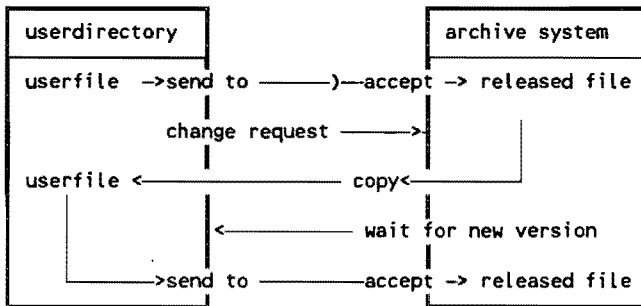 userdirectory archive system
userfile ->send to )—accept -> released file
change request >
userfile < copy<
< wait for new version
>send to accept -> released file